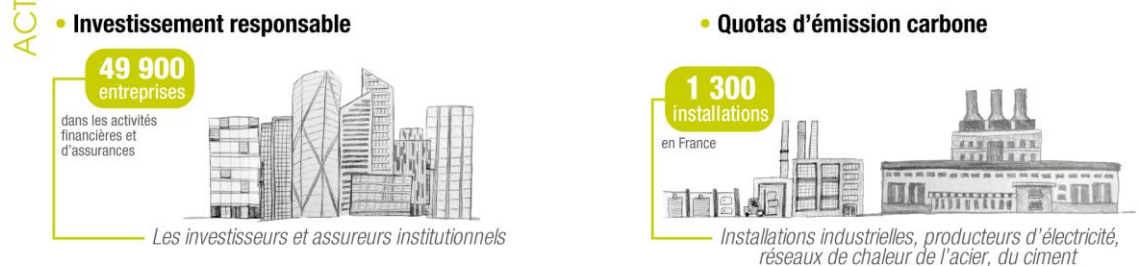 ACT
• Investissement responsable
49 900
entreprises
dans les activités
financières et
d'assurances
Les investisseurs et assureurs institutionnels
• Quotas d'émission carbone
1 300
installations
en France
Installations industrielles, producteurs d'électricité,
réseaux de chaleur de l'acier, du ciment